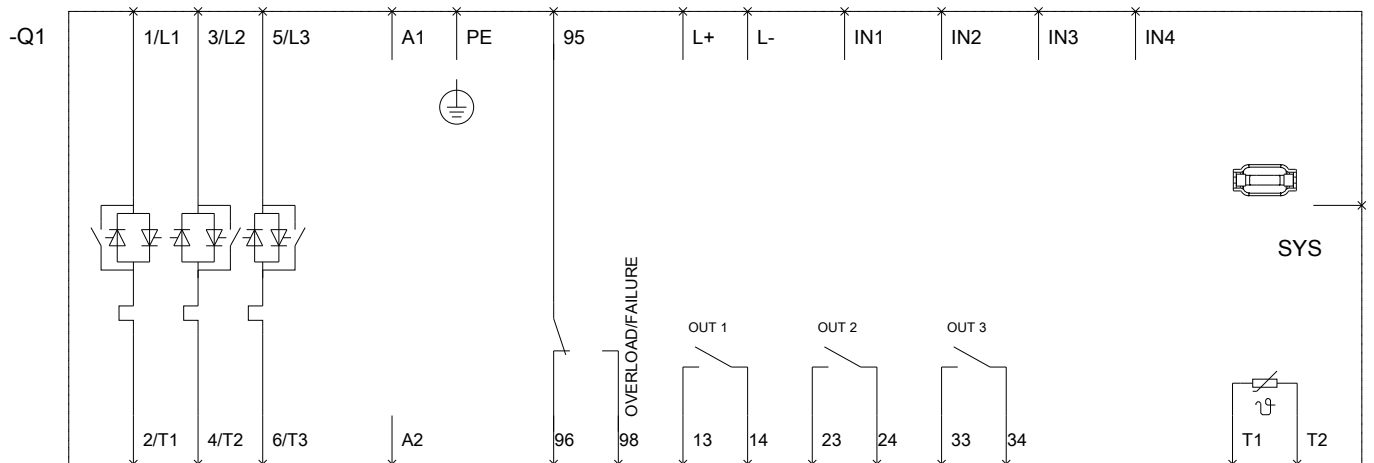 -Q1 1/L1 3/L2 5/L3 A1 PE 95 L+ L- IN1 IN2 IN3 IN4
SYS
OVERLOAD/FAILURE
OUT 1 OUT 2 OUT 3
ϑ
2/T1 4/T2 6/T3 A2 96 98 13 14 23 24 33 34 T1 T2